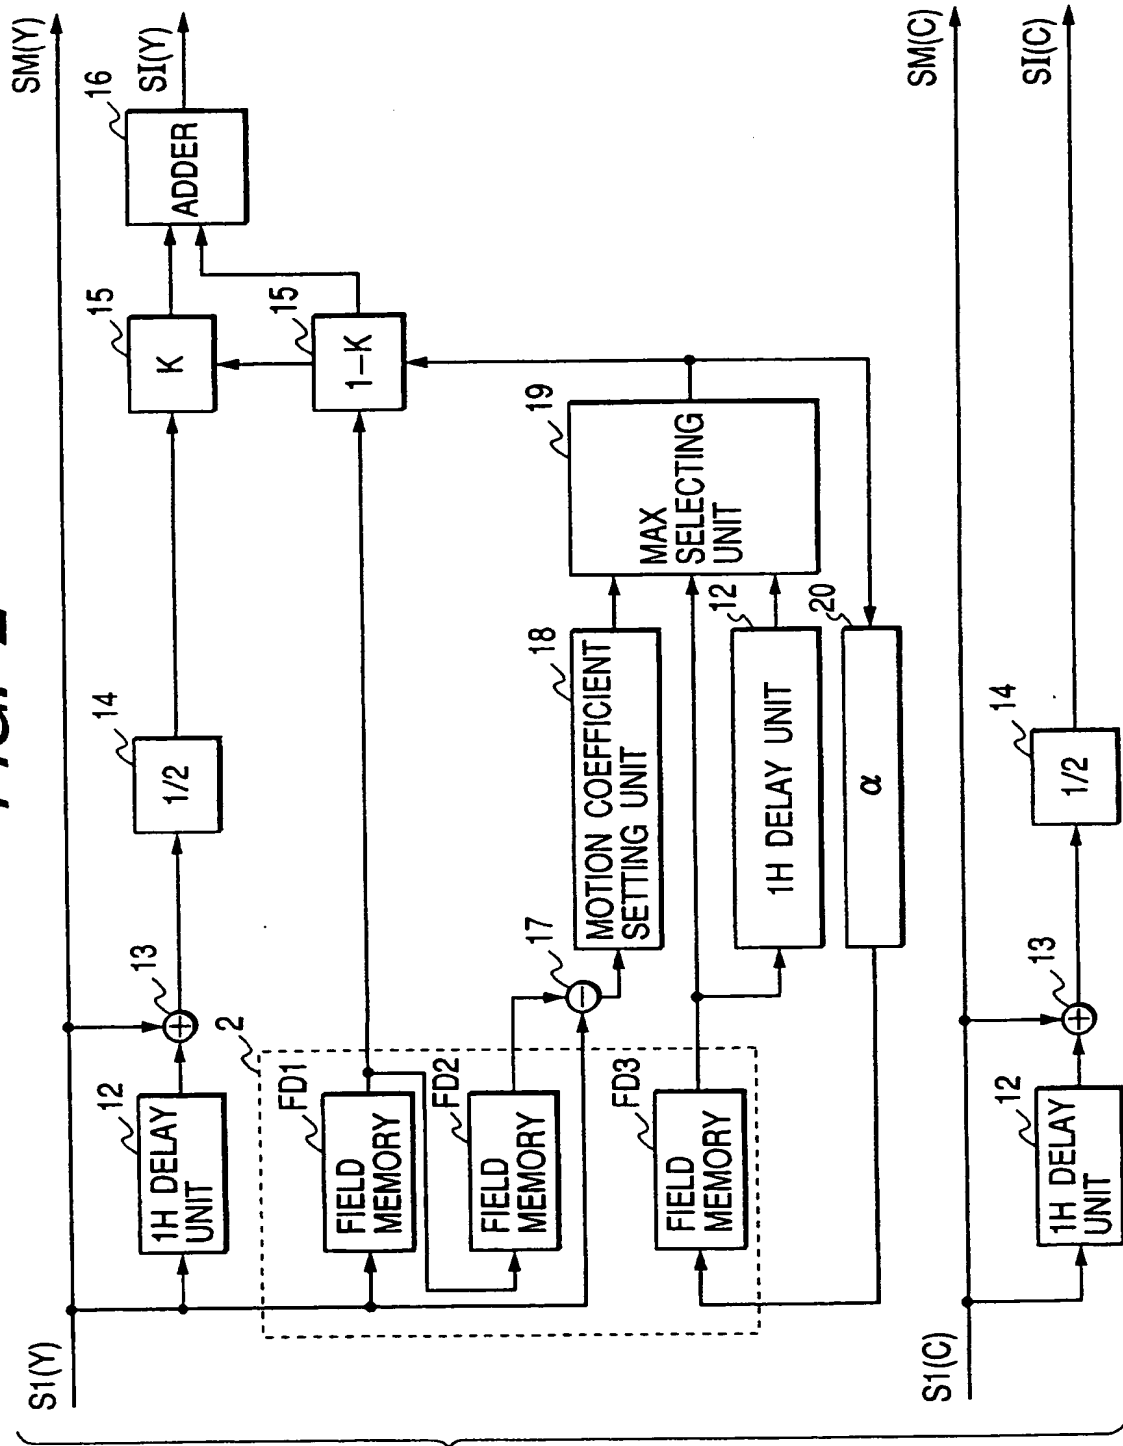 S1(Y)
SM(Y)
12
1H DELAY
UNIT
13
+
14
1/2
15
K
16
ADDER
SI(Y)
2
FD1
FIELD
MEMORY
15
1-K
FD2
FIELD
MEMORY
17
−
18
MOTION COEFFICIENT
SETTING UNIT
19
MAX
SELECTING
UNIT
FD3
FIELD
MEMORY
12
1H DELAY UNIT
20
α
S1(C)
SM(C)
12
1H DELAY
UNIT
13
+
14
1/2
SI(C)